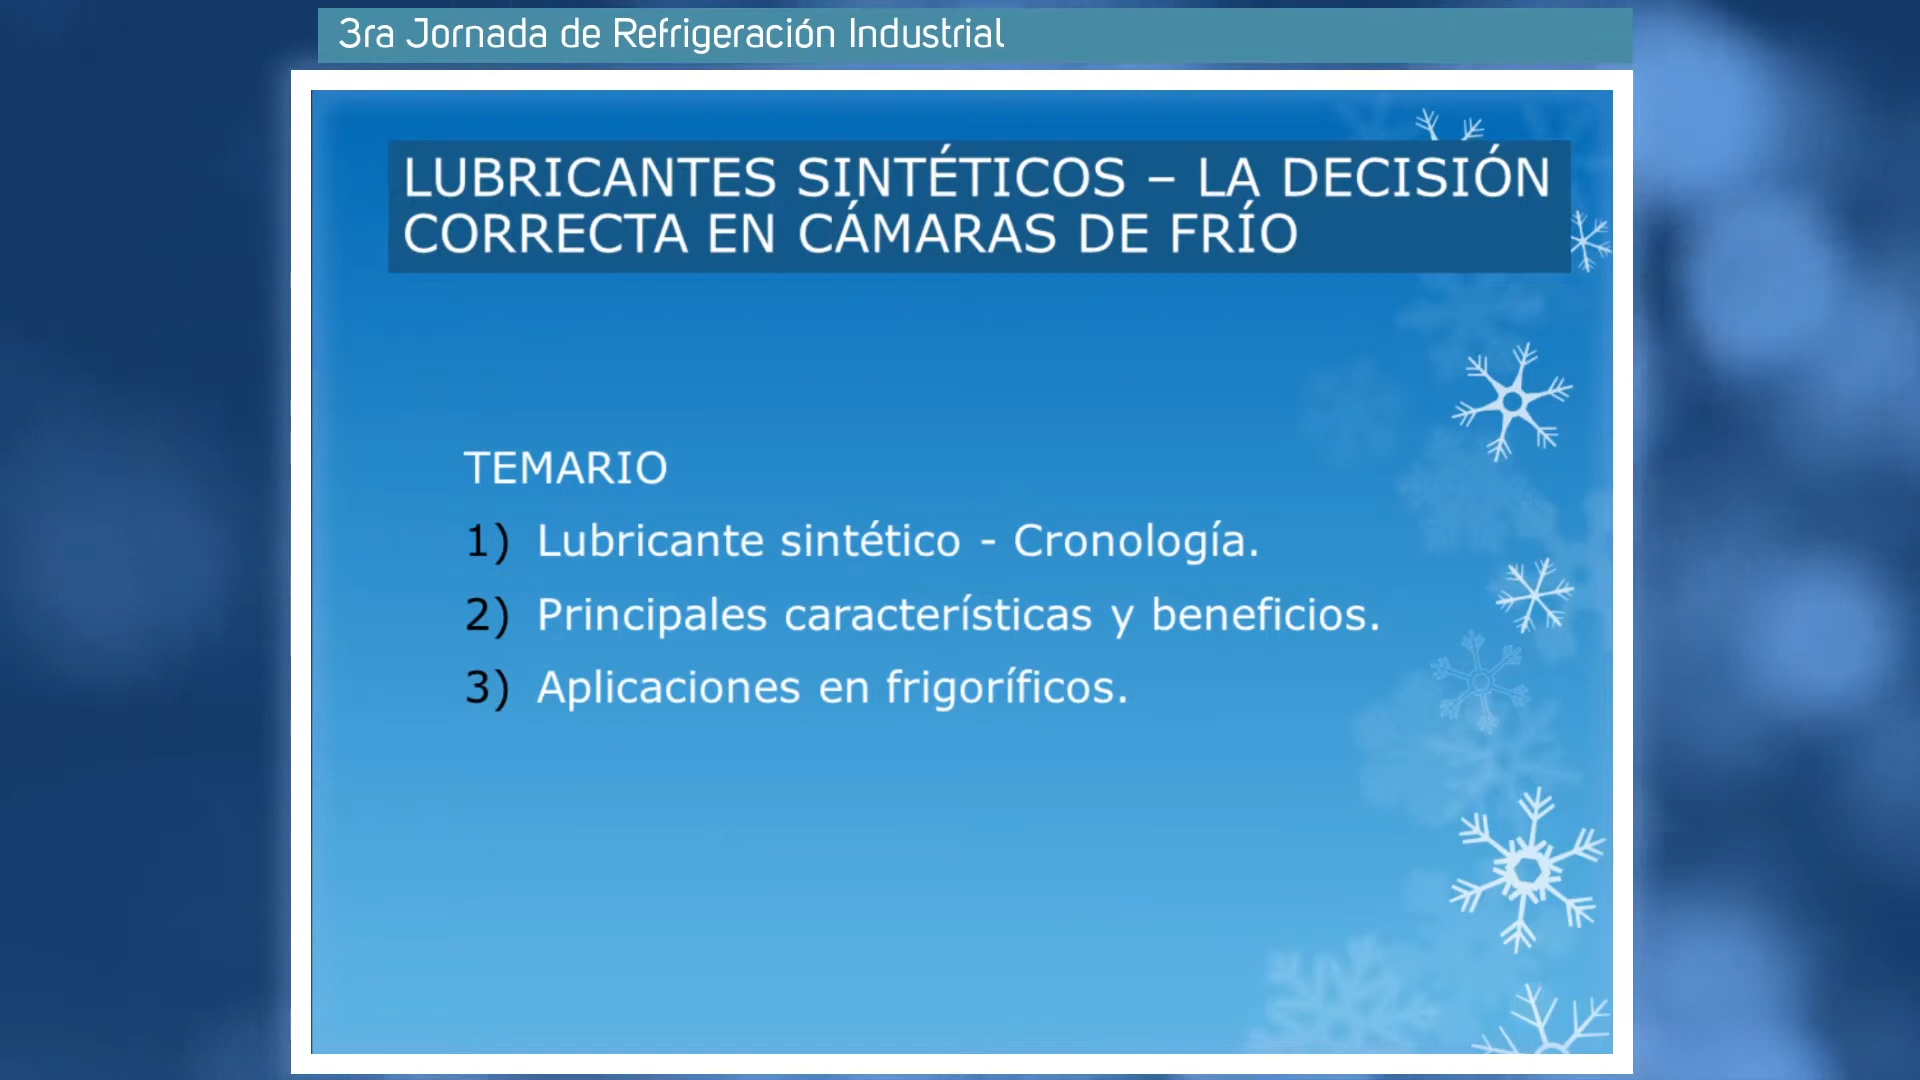 3ra Jornada de Refrigeración Industrial
LUBRICANTES SINTÉTICOS – LA DECISIÓN
CORRECTA EN CÁMARAS DE FRÍO
TEMARIO
1) Lubricante sintético - Cronología.
2) Principales características y beneficios.
3) Aplicaciones en frigoríficos.